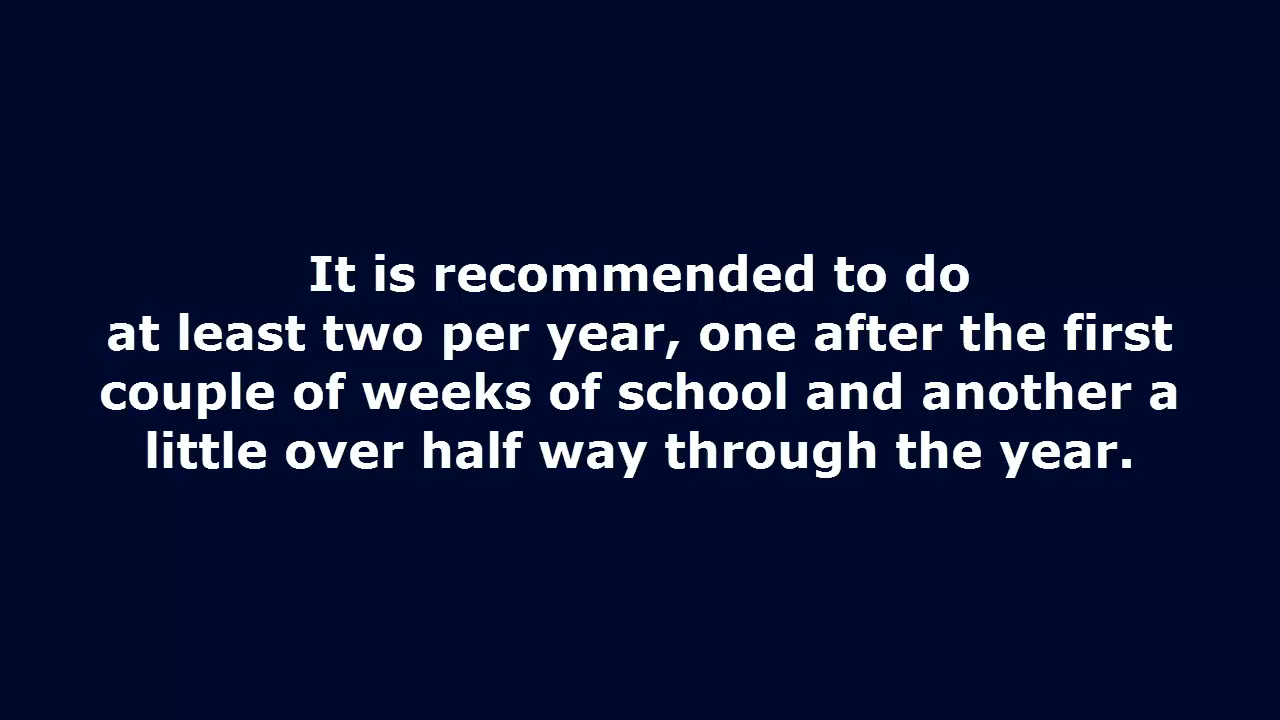 It is recommended to do
at least two per year, one after the first
couple of weeks of school and another a
little over half way through the year.